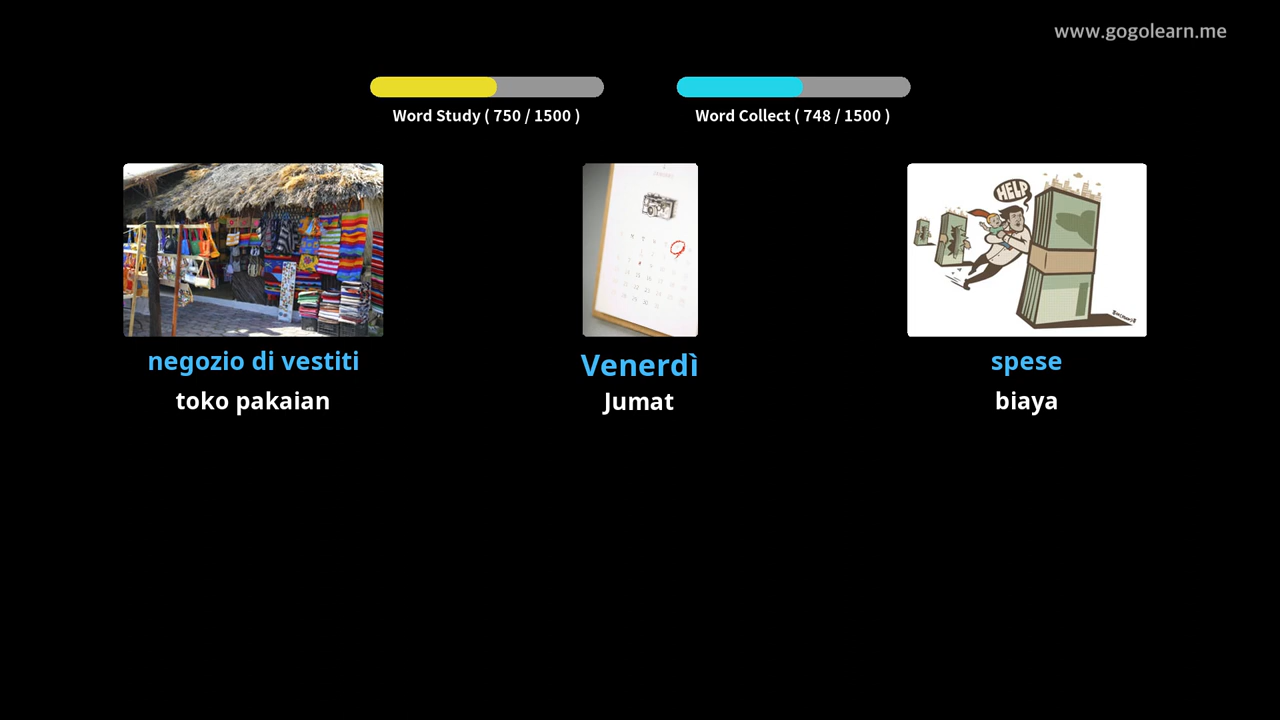 www.gogolearn.me
Word Study ( 750 / 1500 )
Word Collect ( 748 / 1500 )
HELP
negozio di vestiti
Venerdì
spese
toko pakaian
Jumat
biaya